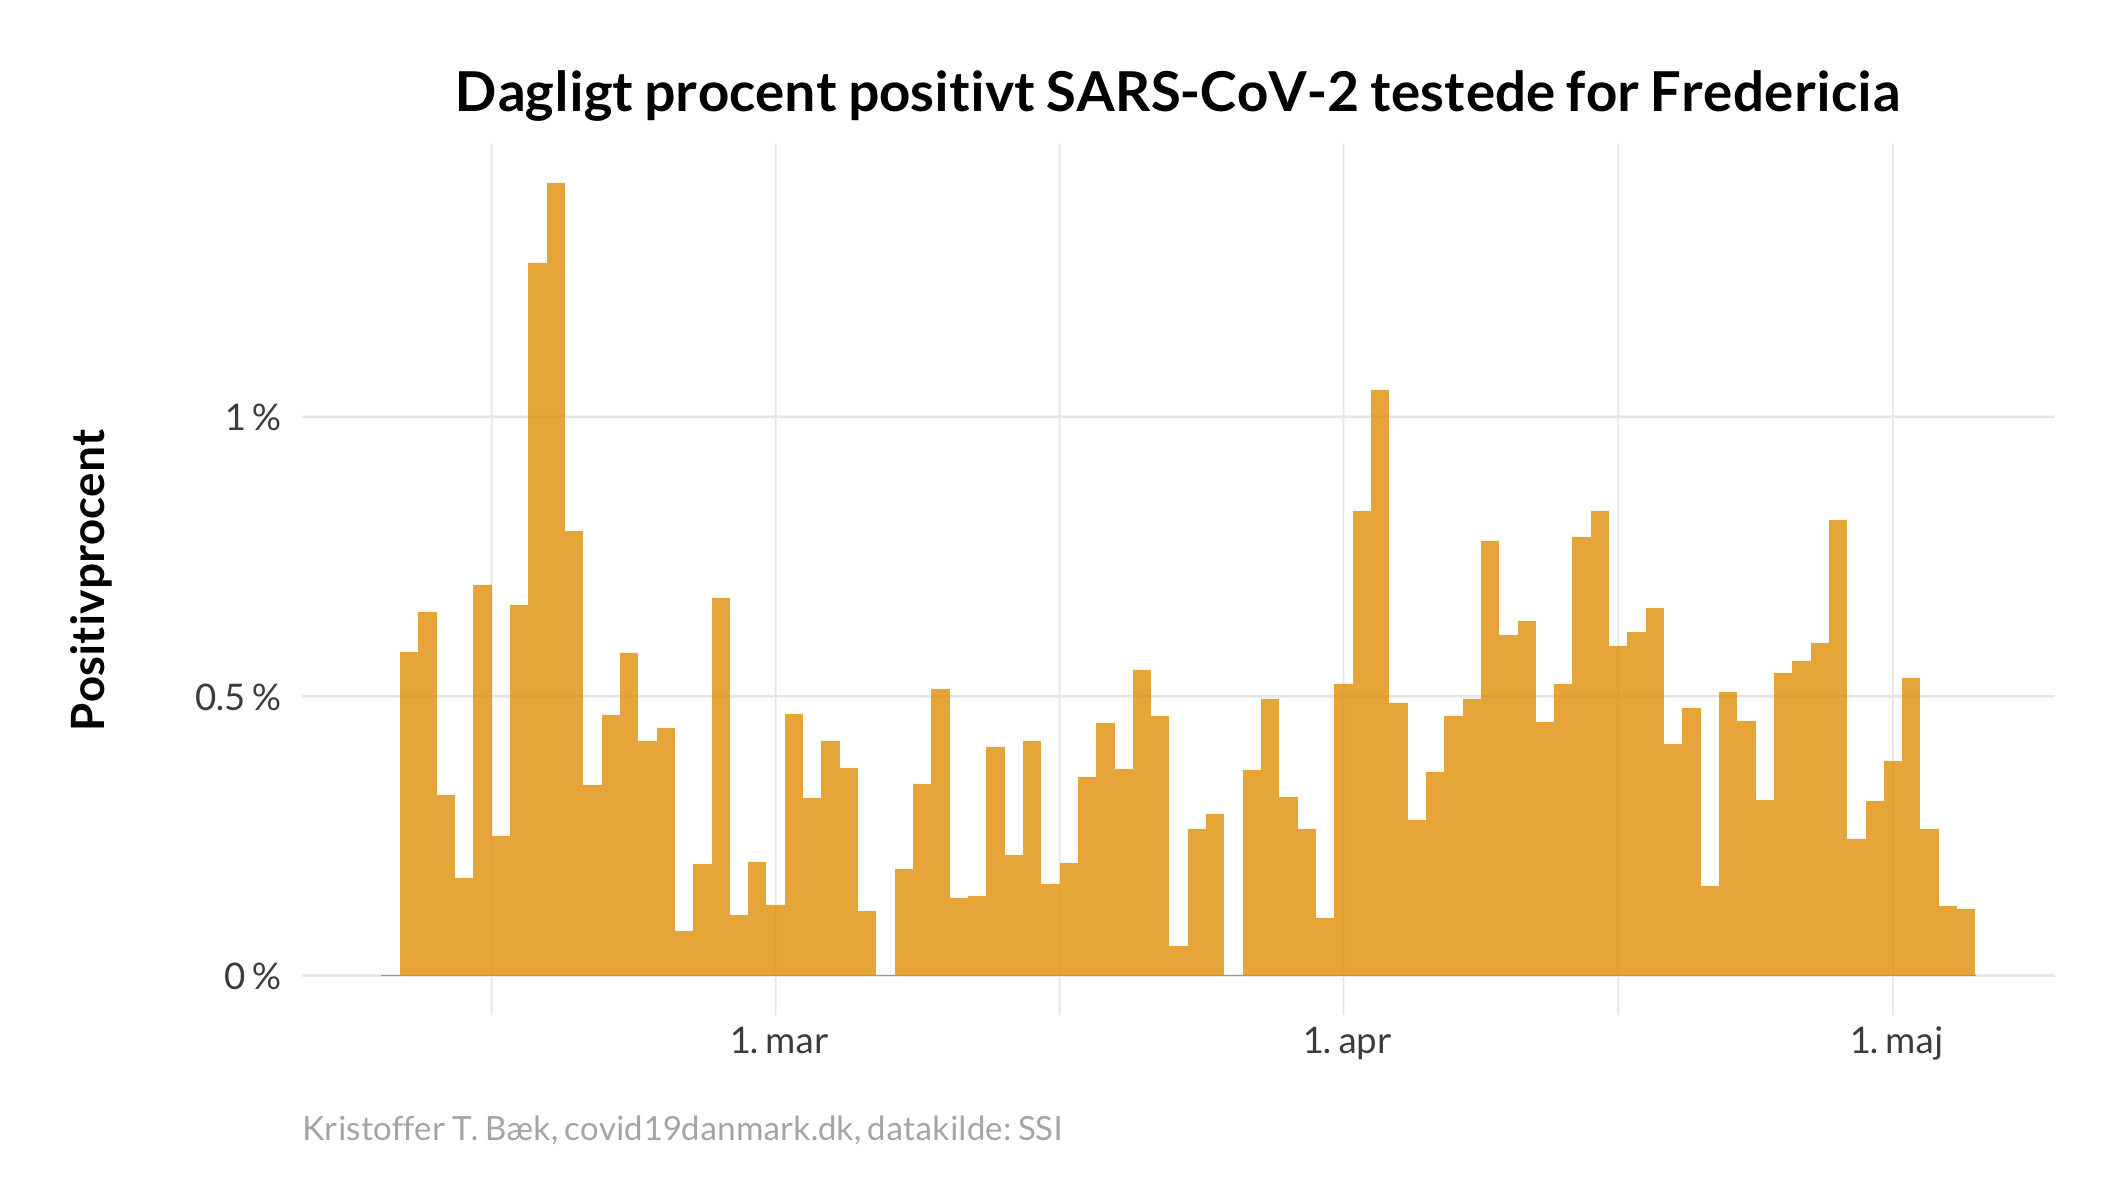 Dagligt procent positivt SARS-CoV-2 testede for Fredericia
Positivprocent
1 %
0.5 %
0 %
1. mar
1. apr
1. maj
Kristoffer T. Bæk, covid19danmark.dk, datakilde: SSI